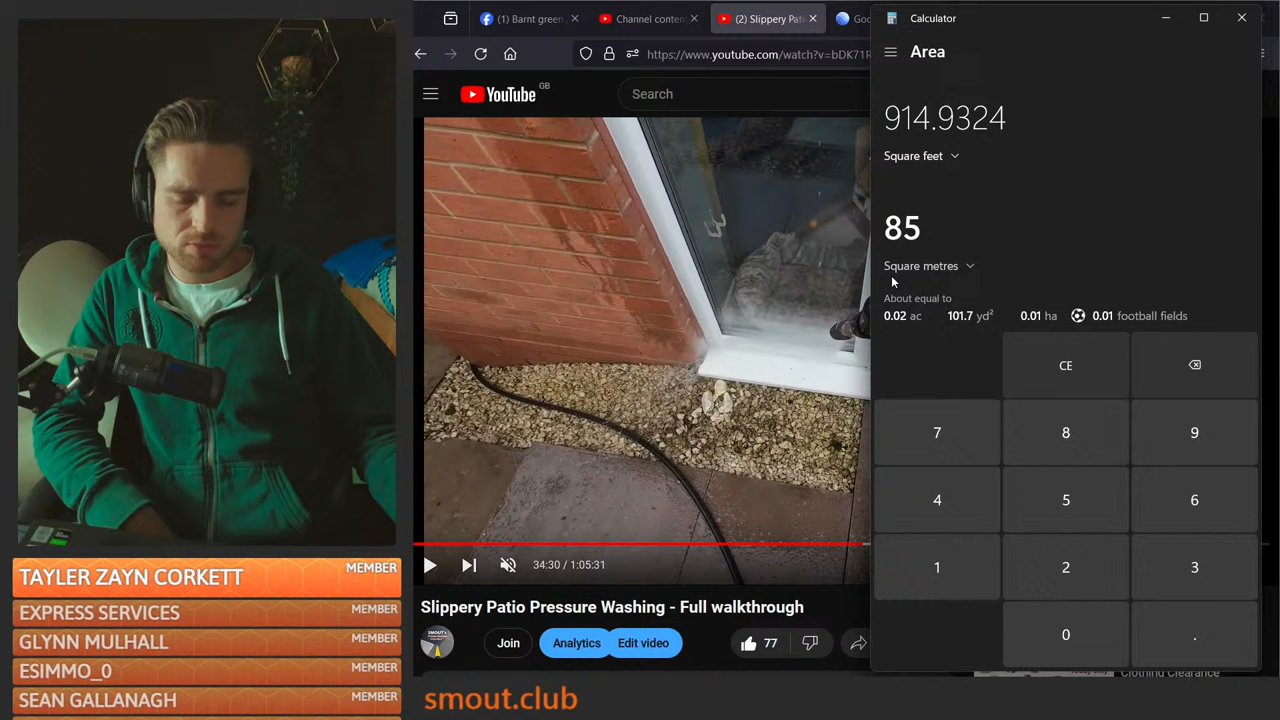 (1) Barnt green
Channel conten
(2) Slippery Pati
Goo
https://www.youtube.com/watch?v=bDK71R
YouTube GB
Search
Calculator
Area
914.9324
Square feet
85
Square metres
About equal to
0.02 ac 101.7 yd² 0.01 ha 0.01 football fields
CE
7 8 9
4 5 6
1 2 3
0 .
34:30 / 1:05:31
Slippery Patio Pressure Washing - Full walkthrough
Join Analytics Edit video 77
TAYLER ZAYN CORKETT MEMBER
EXPRESS SERVICES MEMBER
GLYNN MULHALL MEMBER
ESIMMO_0 MEMBER
SEAN GALLANAGH MEMBER
smout.club
Clothing Clearance